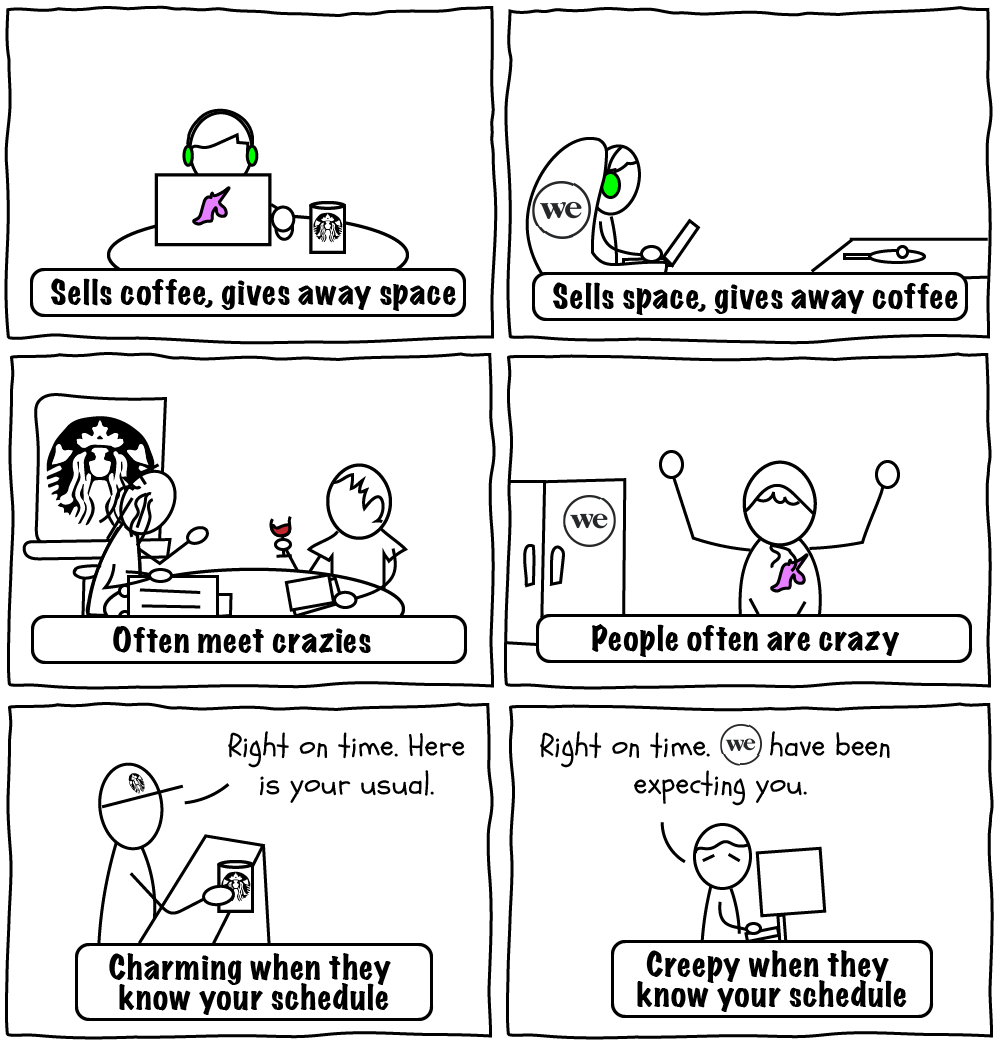 Sells coffee, gives away space
we
Sells space, gives away coffee
Often meet crazies
we
People often are crazy
Right on time. Here
is your usual.
Charming when they
know your schedule
Right on time. we have been
expecting you.
Creepy when they
know your schedule